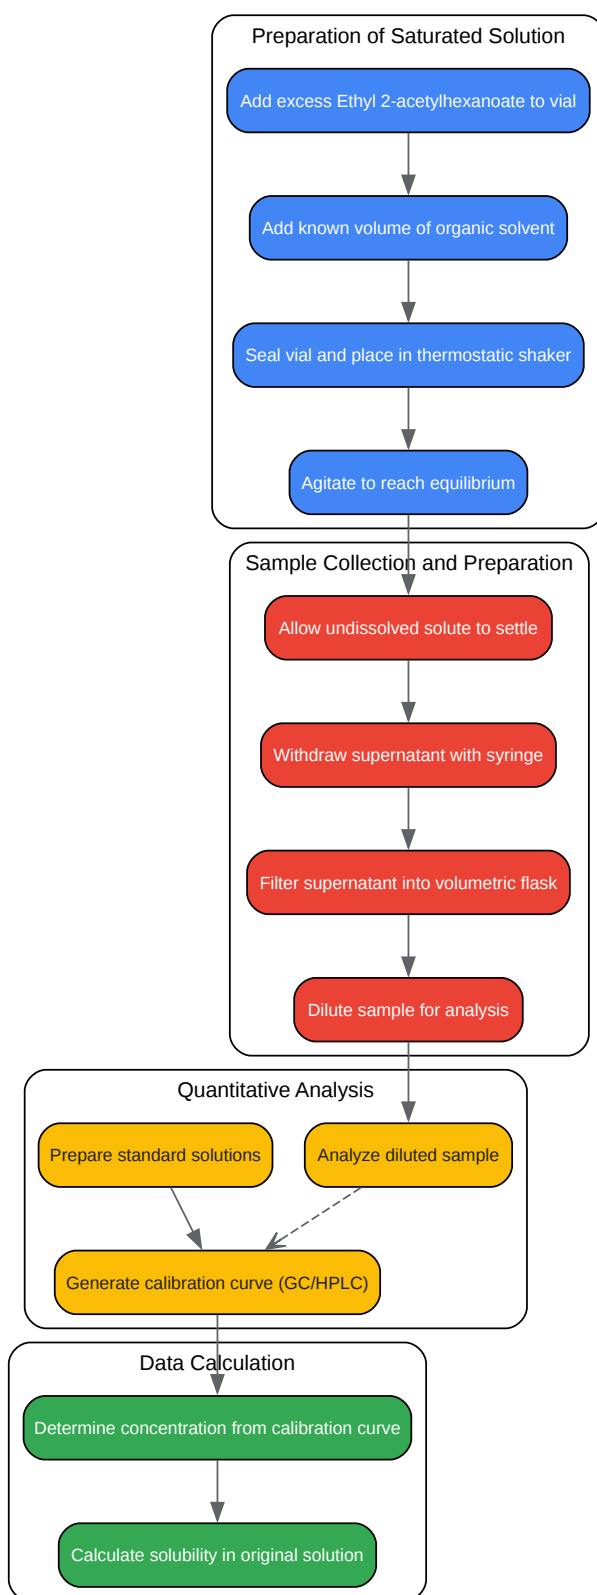 Preparation of Saturated Solution
Add excess Ethyl 2-acetylhexanoate to vial
Add known volume of organic solvent
Seal vial and place in thermostatic shaker
Agitate to reach equilibrium
Sample Collection and Preparation
Allow undissolved solute to settle
Withdraw supernatant with syringe
Filter supernatant into volumetric flask
Dilute sample for analysis
Quantitative Analysis
Prepare standard solutions
Analyze diluted sample
Generate calibration curve (GC/HPLC)
Data Calculation
Determine concentration from calibration curve
Calculate solubility in original solution